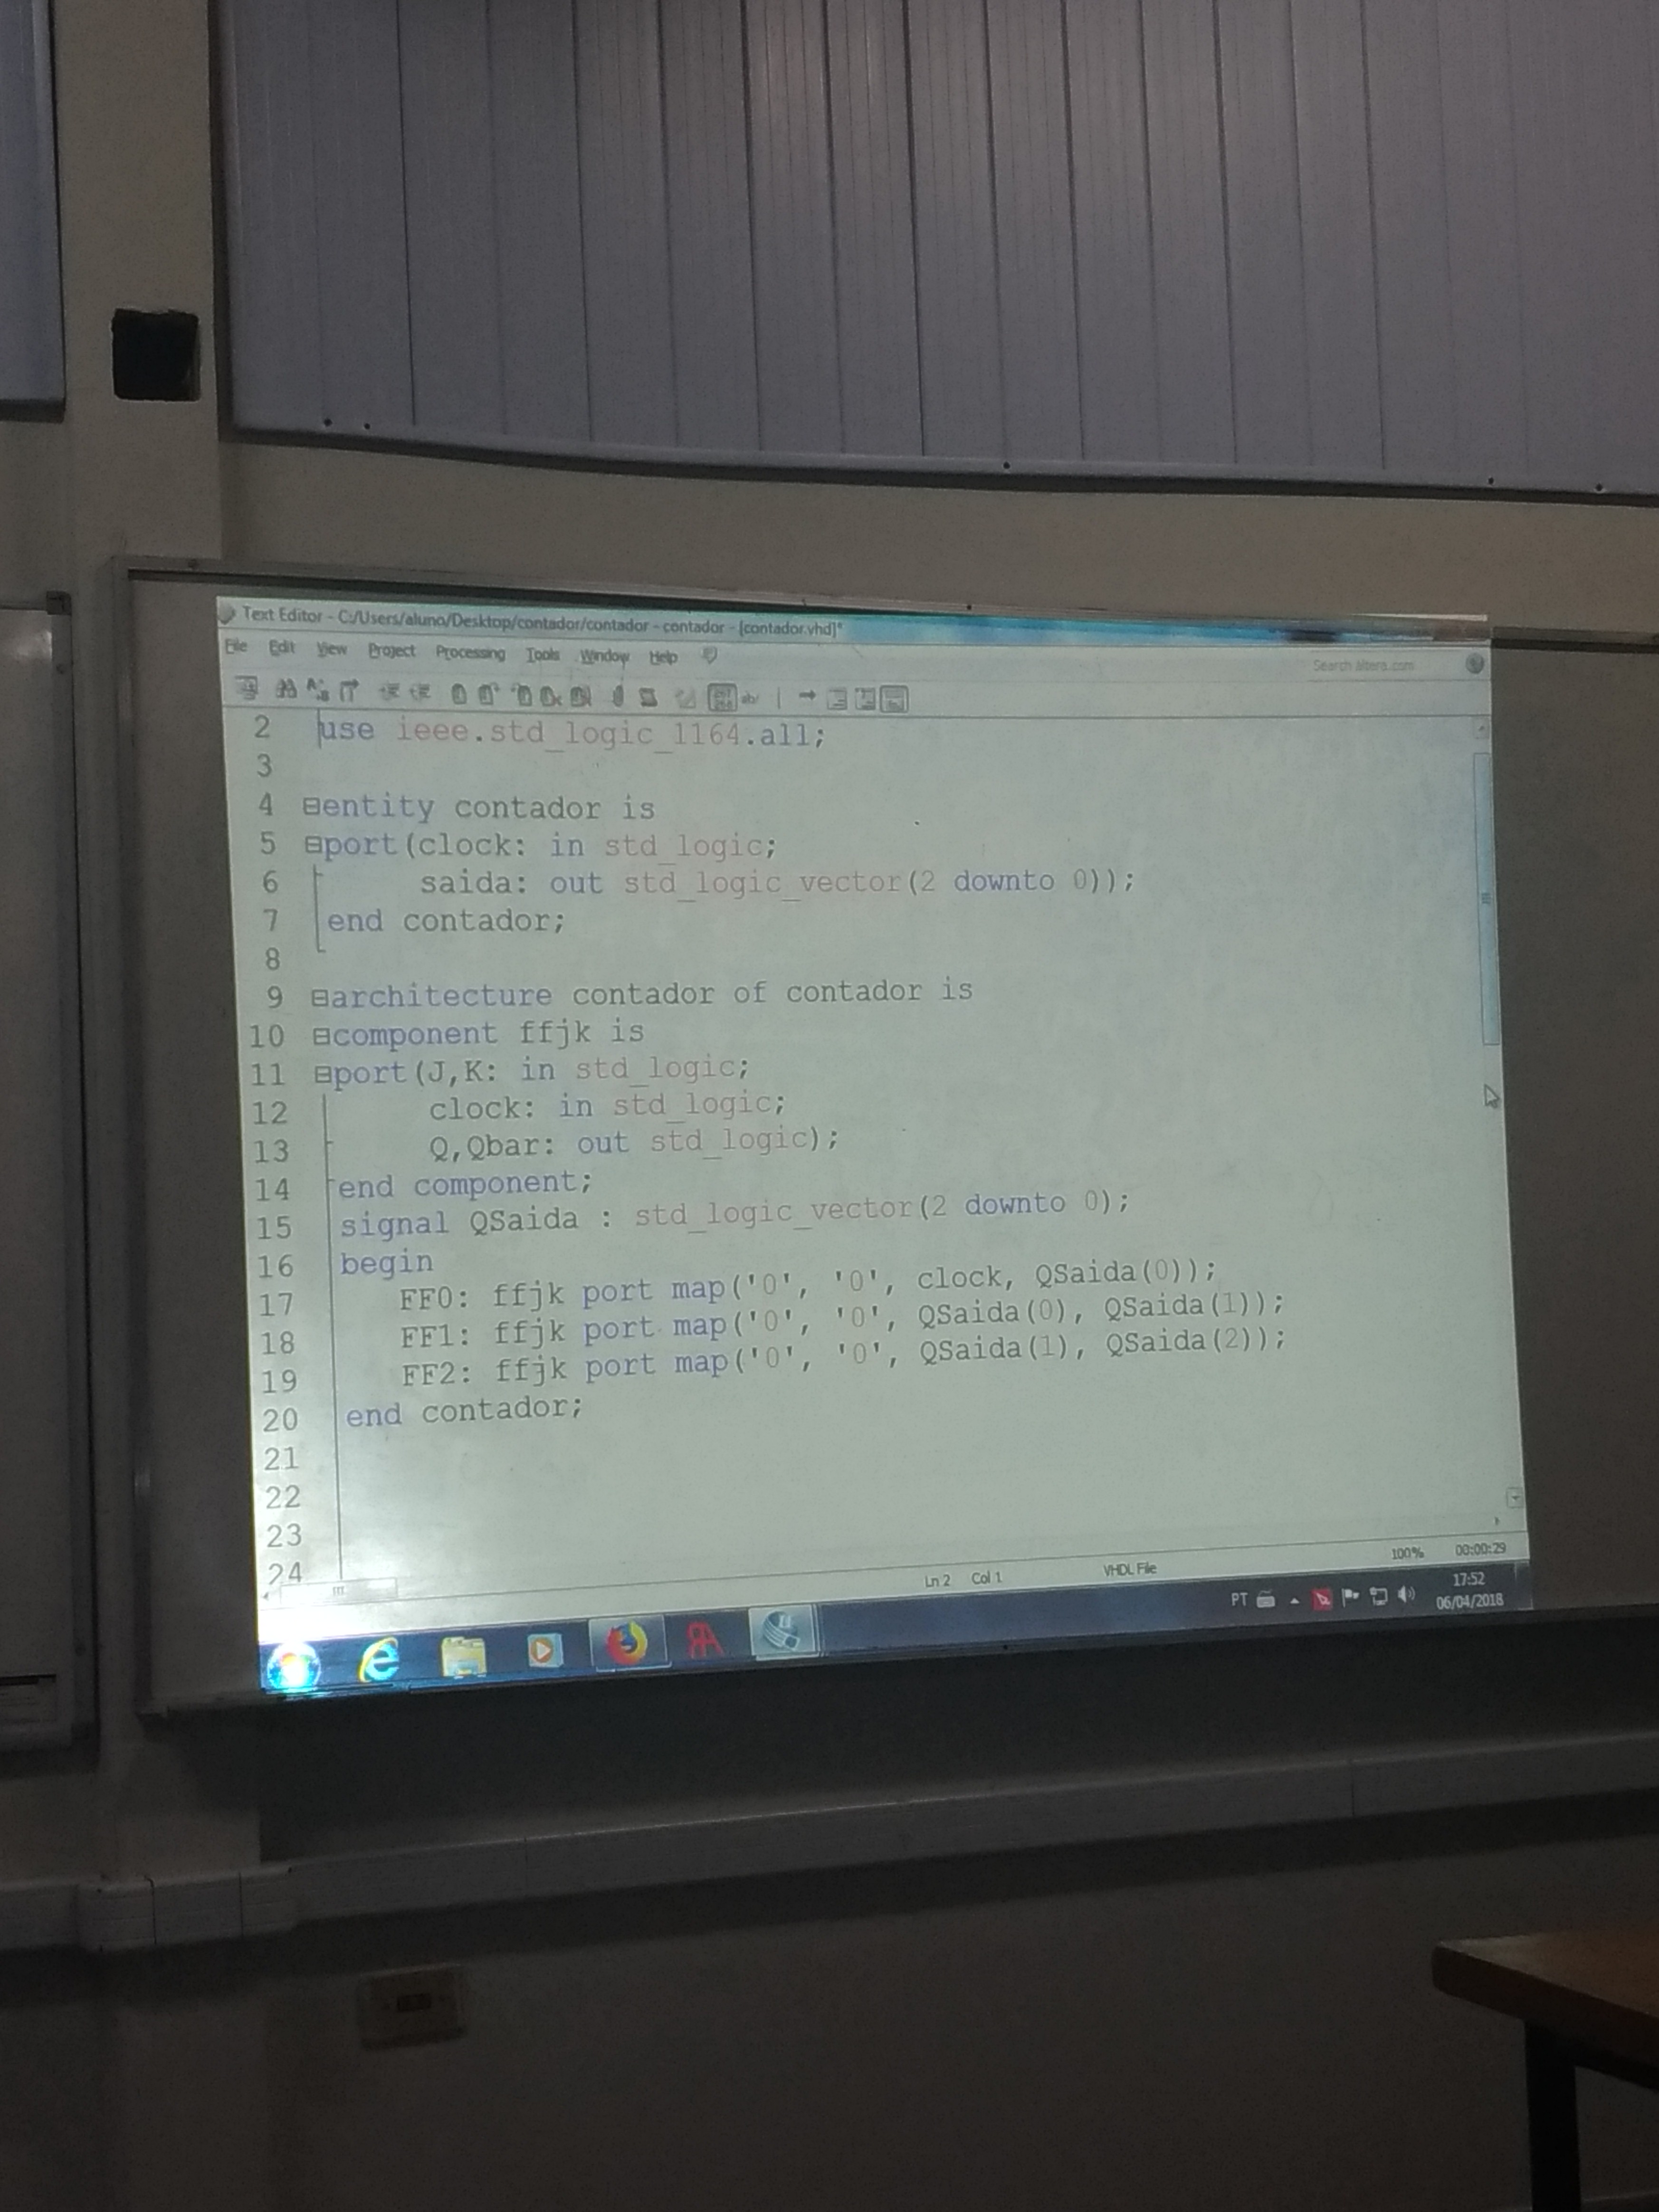 Text Editor - C:/Users/aluno/Desktop/contador/contador - contador - [contador.vhd]*
File Edit View Project Processing Tools Window Help
Search altera.com
2 use ieee.std_logic_1164.all;
3
4 entity contador is
5 port(clock: in std_logic;
6 saida: out std_logic_vector(2 downto 0));
7 end contador;
8
9 architecture contador of contador is
10 component ffjk is
11 port(J,K: in std_logic;
12 clock: in std_logic;
13 Q,Qbar: out std_logic);
14 end component;
15 signal QSaida : std_logic_vector(2 downto 0);
16 begin
17 FF0: ffjk port map('0', '0', clock, QSaida(0));
18 FF1: ffjk port map('0', '0', QSaida(0), QSaida(1));
19 FF2: ffjk port map('0', '0', QSaida(1), QSaida(2));
20 end contador;
21
22
23
24
Ln 2 Col 1 VHDL File 100% 00:00:29
PT 17:52
06/04/2018